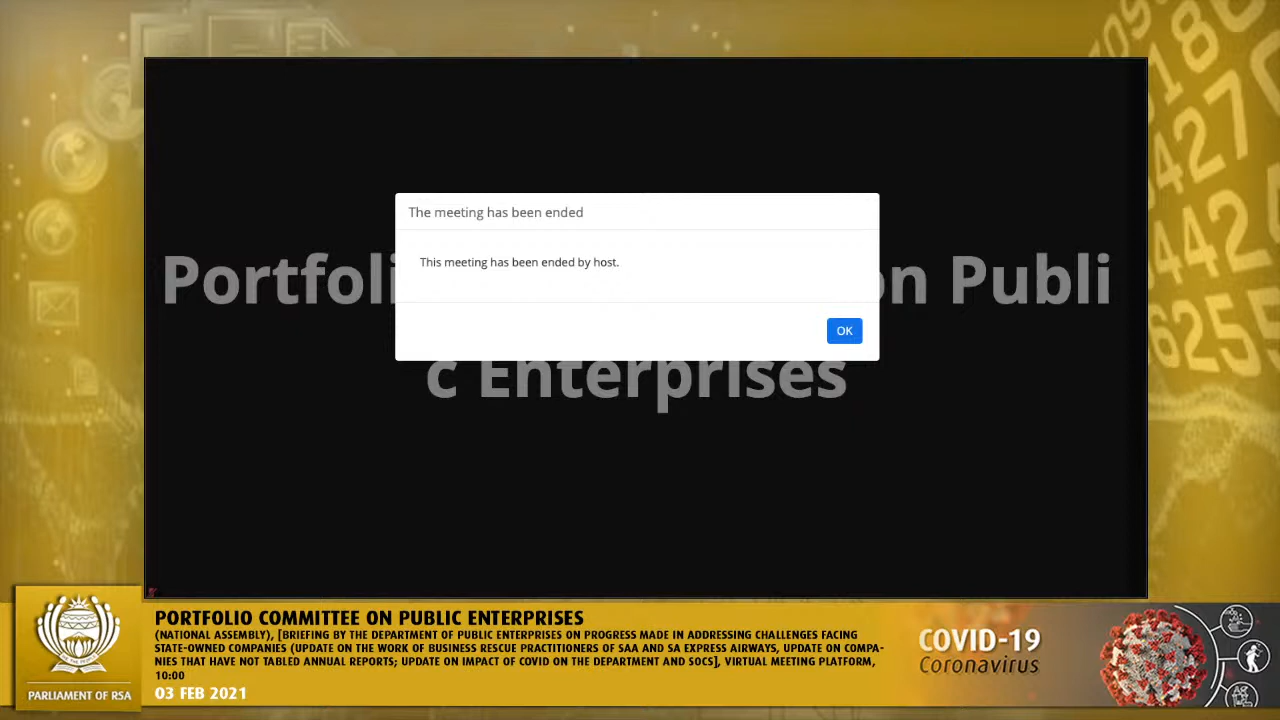 The meeting has been ended
This meeting has been ended by host.
OK
Portfoli on Publi
c Enterprises
PORTFOLIO COMMITTEE ON PUBLIC ENTERPRISES
(NATIONAL ASSEMBLY), [BRIEFING BY THE DEPARTMENT OF PUBLIC ENTERPRISES ON PROGRESS MADE IN ADDRESSING CHALLENGES FACING
STATE-OWNED COMPANIES (UPDATE ON THE WORK OF BUSINESS RESCUE PRACTITIONERS OF SAA AND SA EXPRESS AIRWAYS, UPDATE ON COMPA-
NIES THAT HAVE NOT TABLED ANNUAL REPORTS; UPDATE ON IMPACT OF COVID ON THE DEPARTMENT AND SOCS], VIRTUAL MEETING PLATFORM,
10:00
03 FEB 2021
PARLIAMENT OF RSA
COVID-19
Coronavirus